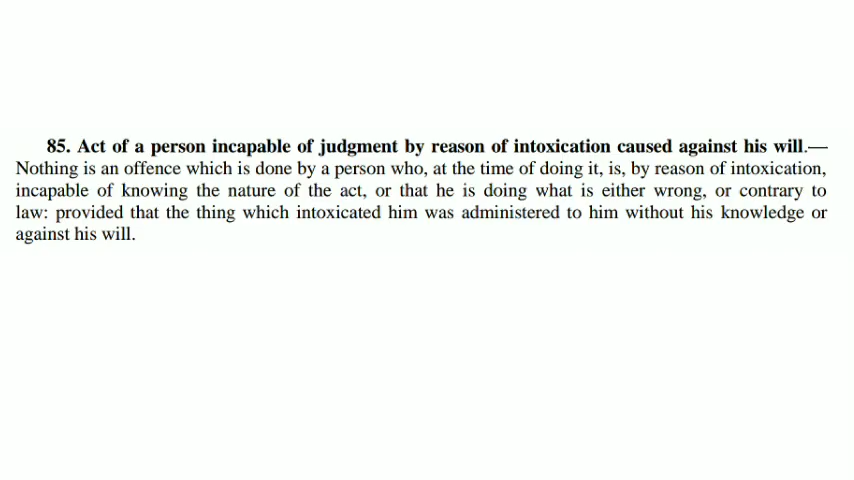 85. Act of a person incapable of judgment by reason of intoxication caused against his will.—
Nothing is an offence which is done by a person who, at the time of doing it, is, by reason of intoxication,
incapable of knowing the nature of the act, or that he is doing what is either wrong, or contrary to
law: provided that the thing which intoxicated him was administered to him without his knowledge or
against his will.